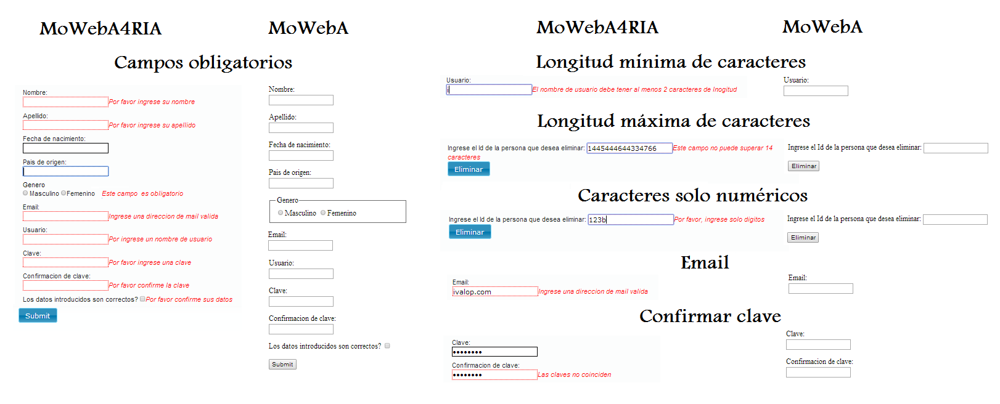 MoWebA4RIA
MoWebA
Campos obligatorios
Nombre:
Por favor ingrese su nombre
Apellido:
Por favor ingrese su apellido
Fecha de nacimiento:
Pais de origen:
Genero
Masculino Femenino Este campo es obligatorio
Email:
Ingrese una direccion de mail valida
Usuario:
Por ingrese un nombre de usuario
Clave:
Por favor ingrese una clave
Confirmacion de clave:
Por favor confirme la clave
Los datos introducidos son correctos? Por favor confirme sus datos
Submit
Nombre:
Apellido:
Fecha de nacimiento:
Pais de origen:
Genero
Masculino Femenino
Email:
Usuario:
Clave:
Confirmacion de clave:
Los datos introducidos son correctos?
Submit
MoWebA4RIA
MoWebA
Longitud mínima de caracteres
Usuario:
i El nombre de usuario debe tener al menos 2 caracteres de lnogitud
Usuario:
Longitud máxima de caracteres
Ingrese el Id de la persona que desea eliminar: 1445444644334766 Este campo no puede superar 14
caracteres
Eliminar
Ingrese el Id de la persona que desea eliminar:
Eliminar
Caracteres solo numéricos
Ingrese el Id de la persona que desea eliminar: 123b Por favor, ingrese solo digitos
Eliminar
Ingrese el Id de la persona que desea eliminar:
Eliminar
Email
Email:
ivalop.com Ingrese una direccion de mail valida
Email:
Confirmar clave
Clave:
••••••••
Confirmacion de clave:
•••••••• Las claves no coinciden
Clave:
Confirmacion de clave: